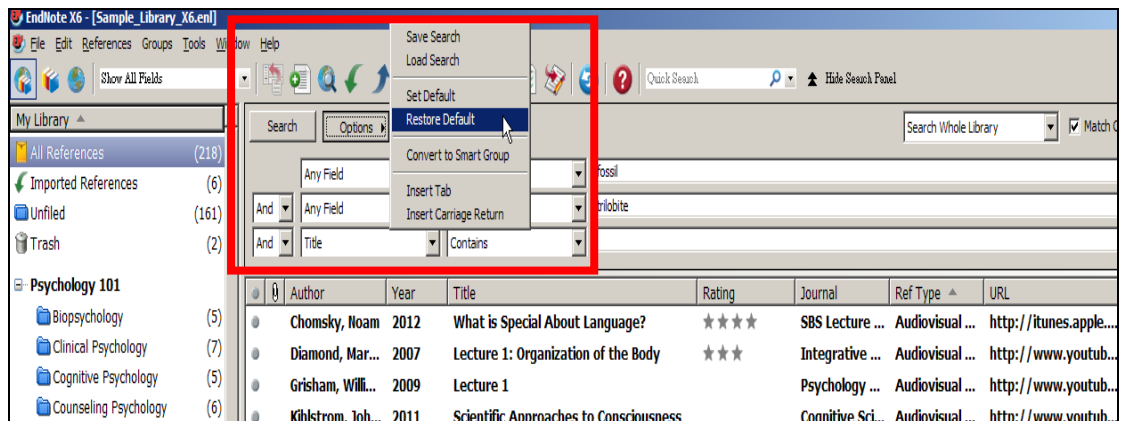 EndNote X6 - [Sample_Library_X6.enl]
File Edit References Groups Tools Window Help
Show All Fields
Quick Search
Hide Search Panel
My Library
All References (218)
Imported References (6)
Unfiled (161)
Trash (2)
Psychology 101
Biopsychology (5)
Clinical Psychology (7)
Cognitive Psychology (5)
Counseling Psychology (6)
Save Search
Load Search
Set Default
Restore Default
Convert to Smart Group
Insert Tab
Insert Carriage Return
Search Options Search Whole Library Match
Any Field fossil
And Any Field trilobite
And Title Contains
Author Year Title Rating Journal Ref Type URL
Chomsky, Noam 2012 What is Special About Language? SBS Lecture ... Audiovisual ... http://itunes.apple....
Diamond, Mar... 2007 Lecture 1: Organization of the Body Integrative ... Audiovisual ... http://www.youtub...
Grisham, Willi... 2009 Lecture 1 Psychology ... Audiovisual ... http://www.youtub...
Kihlstrom, Joh... 2011 Scientific Approaches to Consciousness Cognitive Sci... Audiovisual ... http://www.youtub...